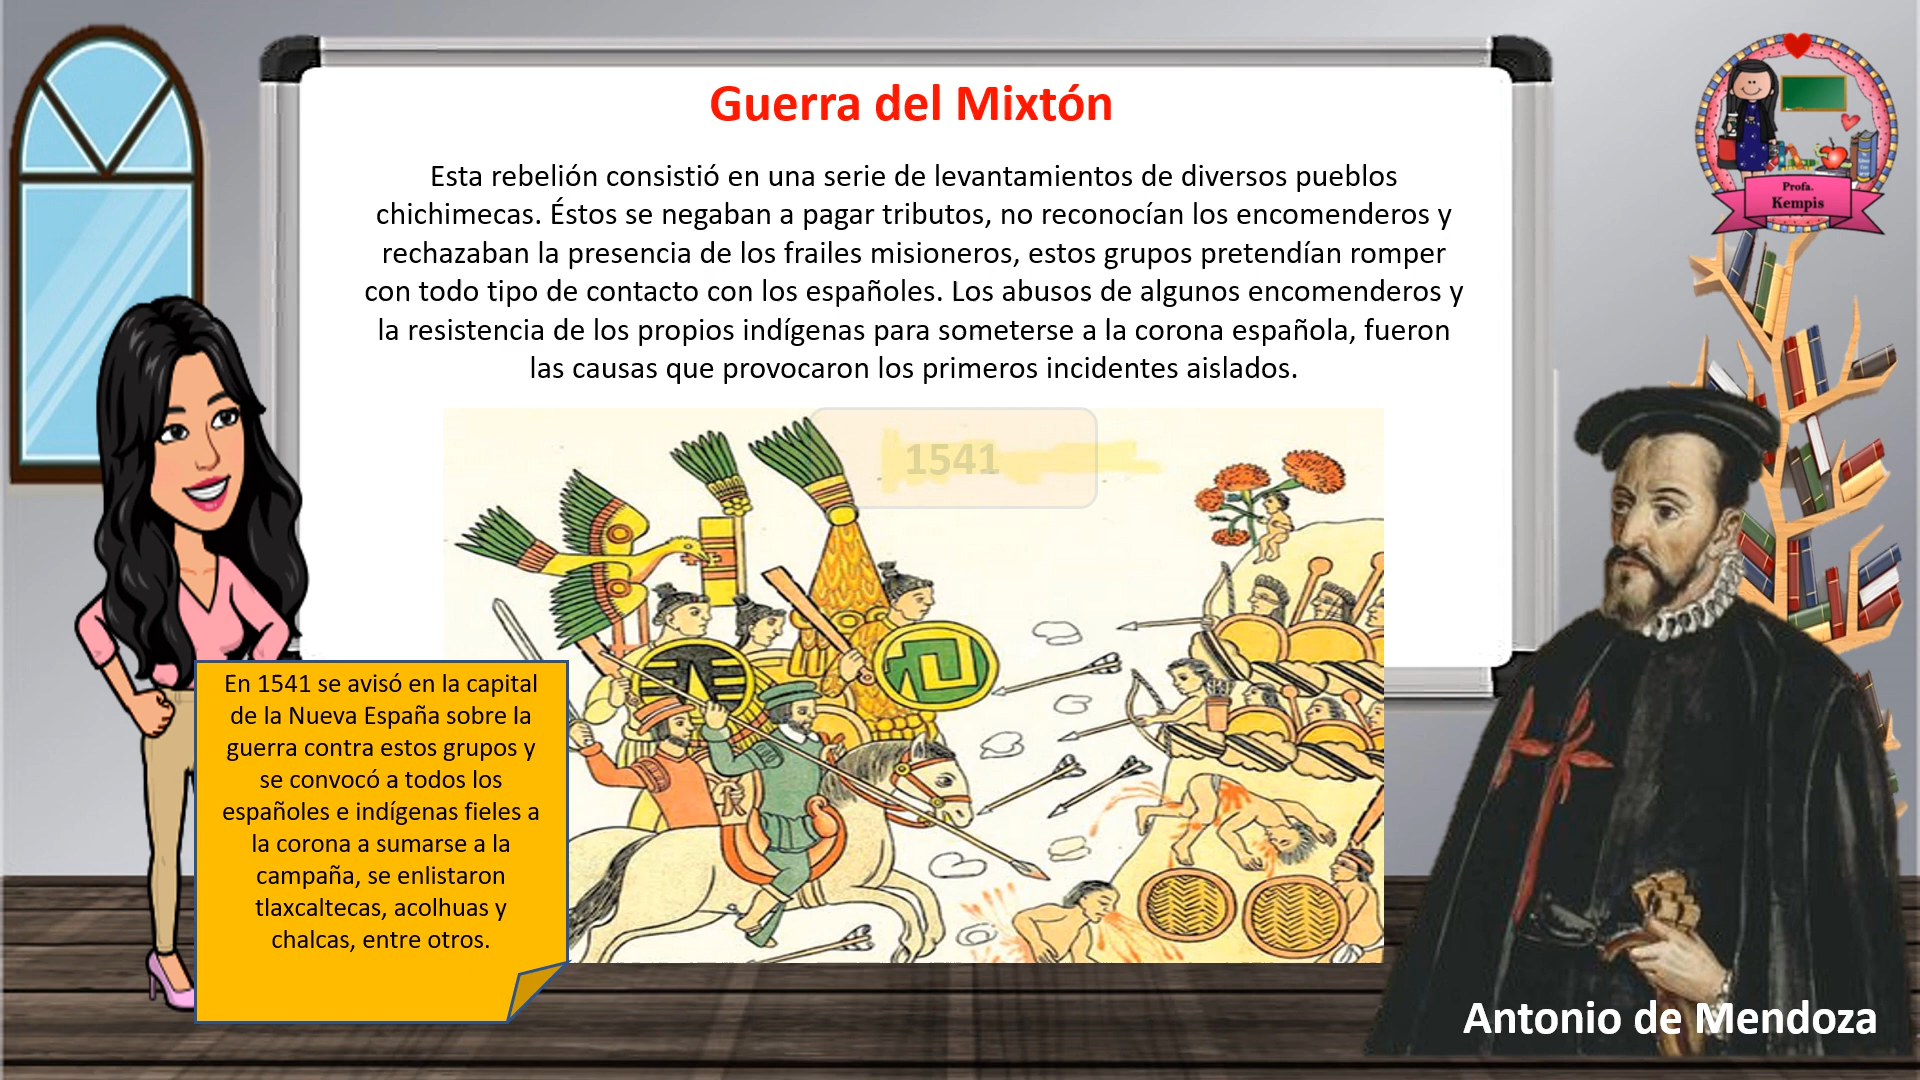 Guerra del Mixtón
Esta rebelión consistió en una serie de levantamientos de diversos pueblos
chichimecas. Éstos se negaban a pagar tributos, no reconocían los encomenderos y
rechazaban la presencia de los frailes misioneros, estos grupos pretendían romper
con todo tipo de contacto con los españoles. Los abusos de algunos encomenderos y
la resistencia de los propios indígenas para someterse a la corona española, fueron
las causas que provocaron los primeros incidentes aislados.
1541
En 1541 se avisó en la capital
de la Nueva España sobre la
guerra contra estos grupos y
se convocó a todos los
españoles e indígenas fieles a
la corona a sumarse a la
campaña, se enlistaron
tlaxcaltecas, acolhuas y
chalcas, entre otros.
Profa.
Kempis
Antonio de Mendoza